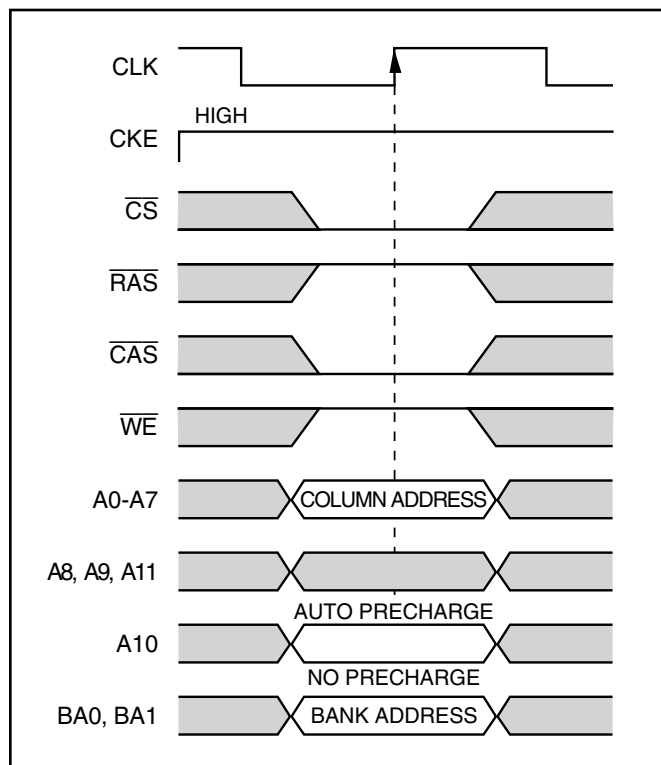 CLK
CKE HIGH
CS
RAS
CAS
WE
A0-A7 COLUMN ADDRESS
A8, A9, A11
AUTO PRECHARGE
A10
NO PRECHARGE
BA0, BA1 BANK ADDRESS